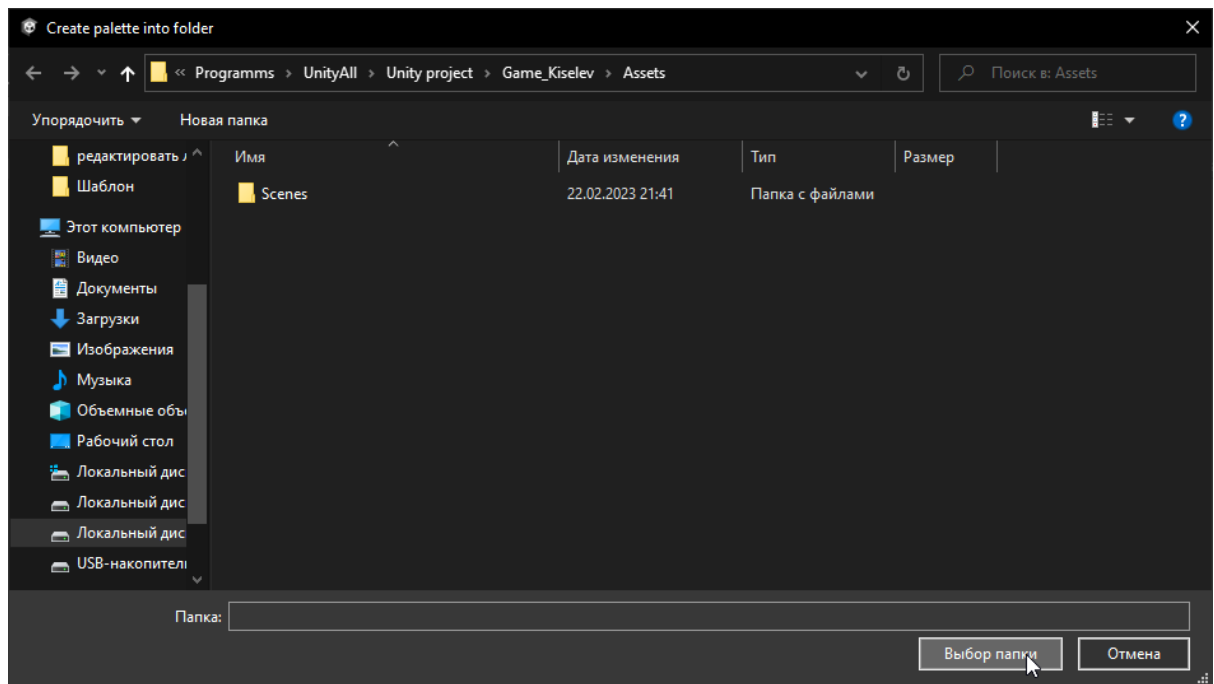 Create palette into folder
« Programms › UnityAll › Unity project › Game_Kiselev › Assets
Поиск в: Assets
Упорядочить
Новая папка
редактировать
Шаблон
Этот компьютер
Видео
Документы
Загрузки
Изображения
Музыка
Объемные объ
Рабочий стол
Локальный дис
Локальный дис
Локальный дис
USB-накопител
Имя Дата изменения Тип Размер
Scenes 22.02.2023 21:41 Папка с файлами
Папка:
Выбор папки Отмена